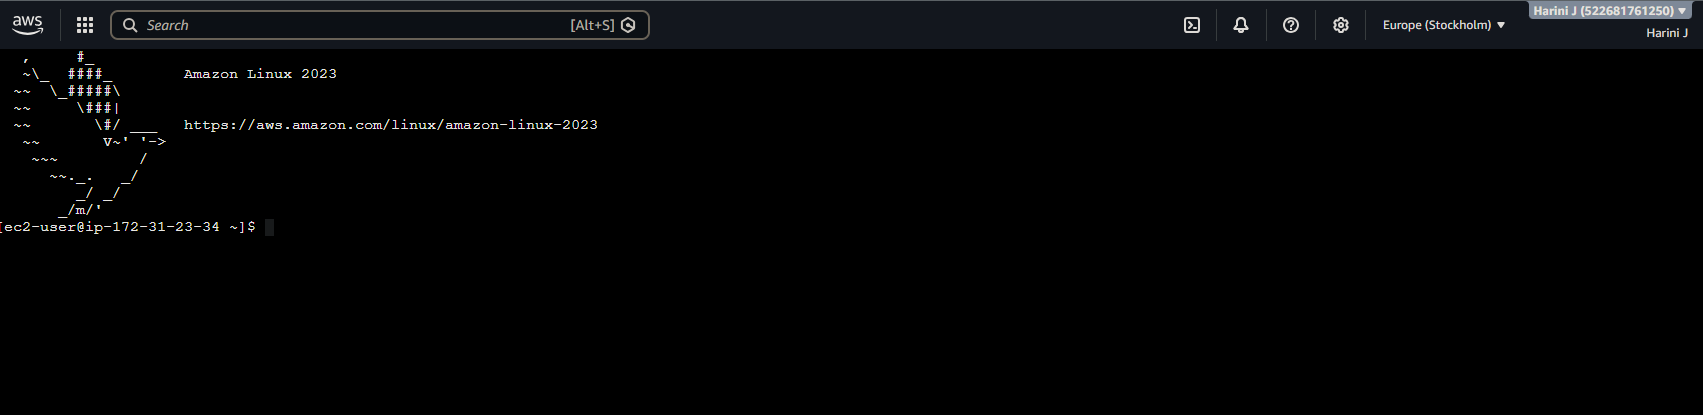 aws
Search [Alt+S]
Europe (Stockholm)
Harini J (522681761250)
Harini J
   ,     #_
   ~\_  ####_        Amazon Linux 2023
  ~~  \_#####\
  ~~     \###|
  ~~       \#/ ___   https://aws.amazon.com/linux/amazon-linux-2023
   ~~       V~' '->
    ~~~         /
      ~~._.   _/
         _/ _/
       _/m/'
[ec2-user@ip-172-31-23-34 ~]$